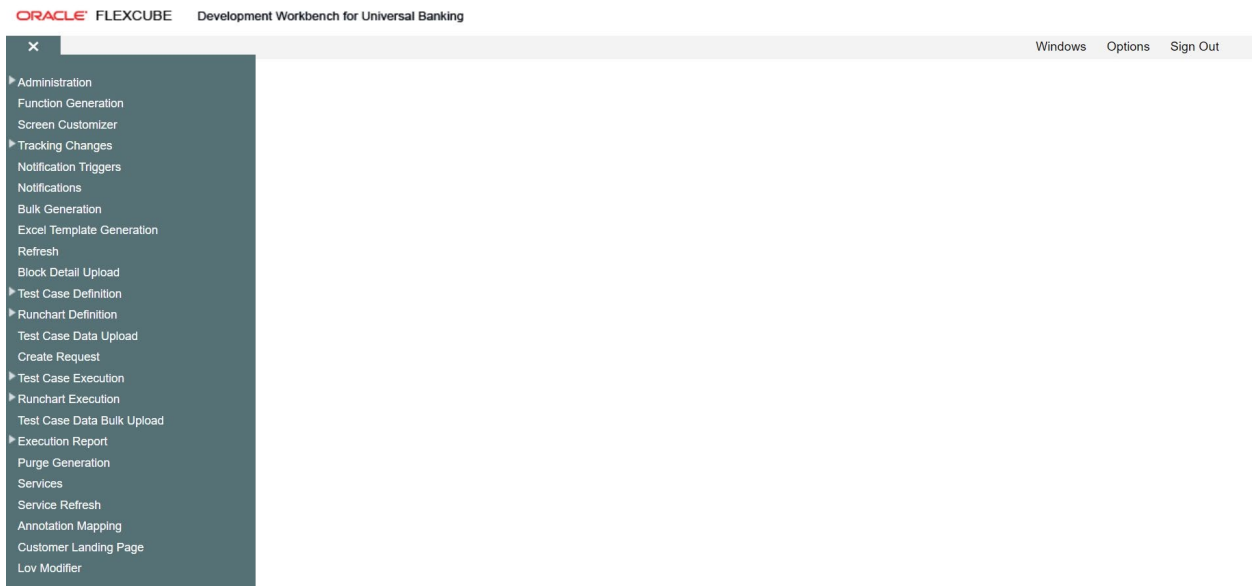 ORACLE® FLEXCUBE Development Workbench for Universal Banking
Windows Options Sign Out
Administration
Function Generation
Screen Customizer
Tracking Changes
Notification Triggers
Notifications
Bulk Generation
Excel Template Generation
Refresh
Block Detail Upload
Test Case Definition
Runchart Definition
Test Case Data Upload
Create Request
Test Case Execution
Runchart Execution
Test Case Data Bulk Upload
Execution Report
Purge Generation
Services
Service Refresh
Annotation Mapping
Customer Landing Page
Lov Modifier